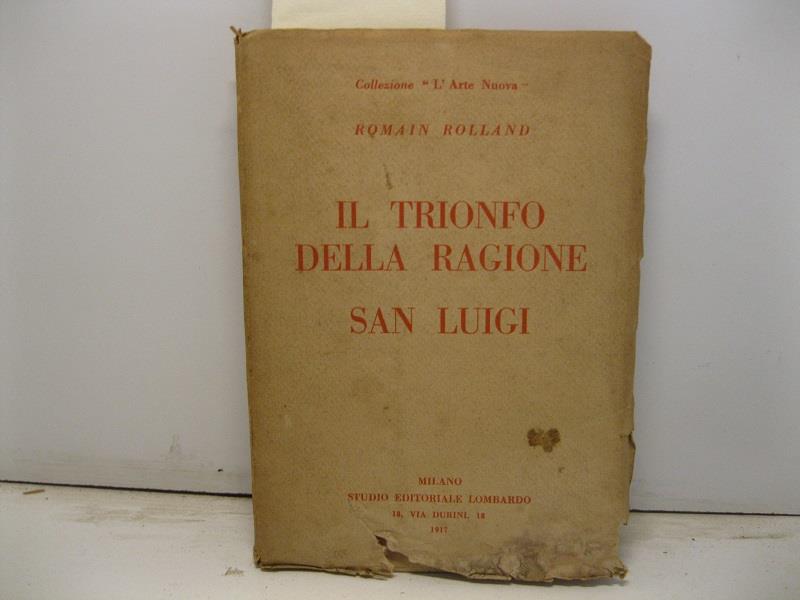 Collezione "L'Arte Nuova"
ROMAIN ROLLAND
IL TRIONFO
DELLA RAGIONE
SAN LUIGI
MILANO
STUDIO EDITORIALE LOMBARDO
18, VIA DURINI, 18
1917